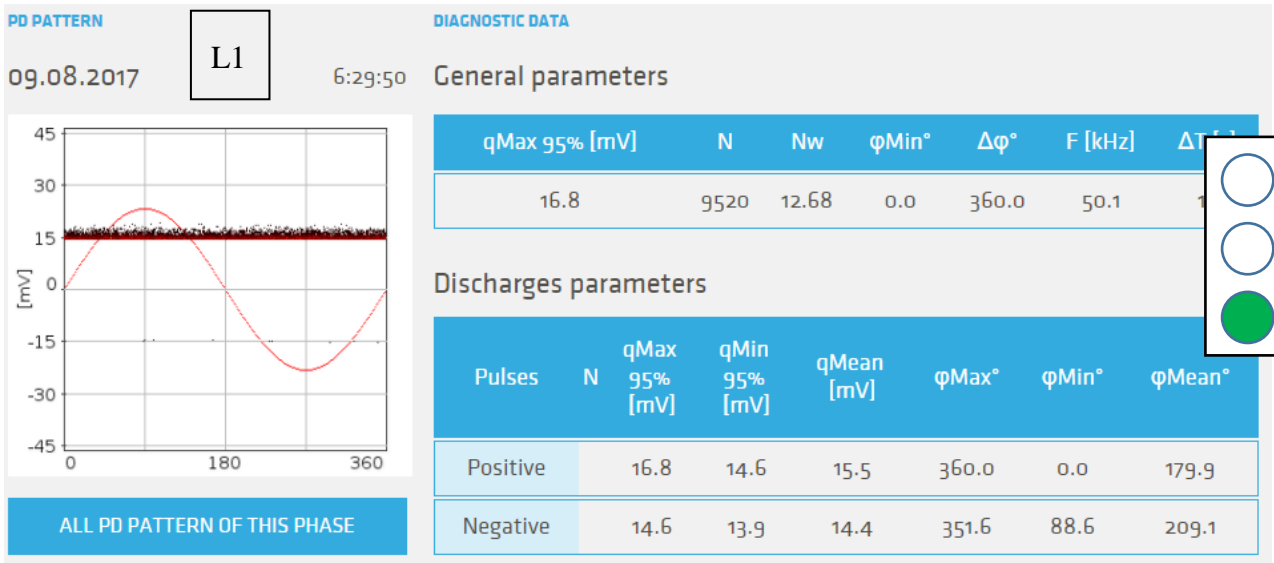 PD PATTERN
L1
09.08.2017
6:29:50
45
30
15
0
-15
-30
-45
[mV]
0 180 360
ALL PD PATTERN OF THIS PHASE
DIAGNOSTIC DATA
General parameters
qMax 95% [mV] N Nw φMin° Δφ° F [kHz]
16.8 9520 12.68 0.0 360.0 50.1
Discharges parameters
Pulses N qMax 95% [mV] qMin 95% [mV] qMean [mV] φMax° φMin° φMean°
Positive 16.8 14.6 15.5 360.0 0.0 179.9
Negative 14.6 13.9 14.4 351.6 88.6 209.1